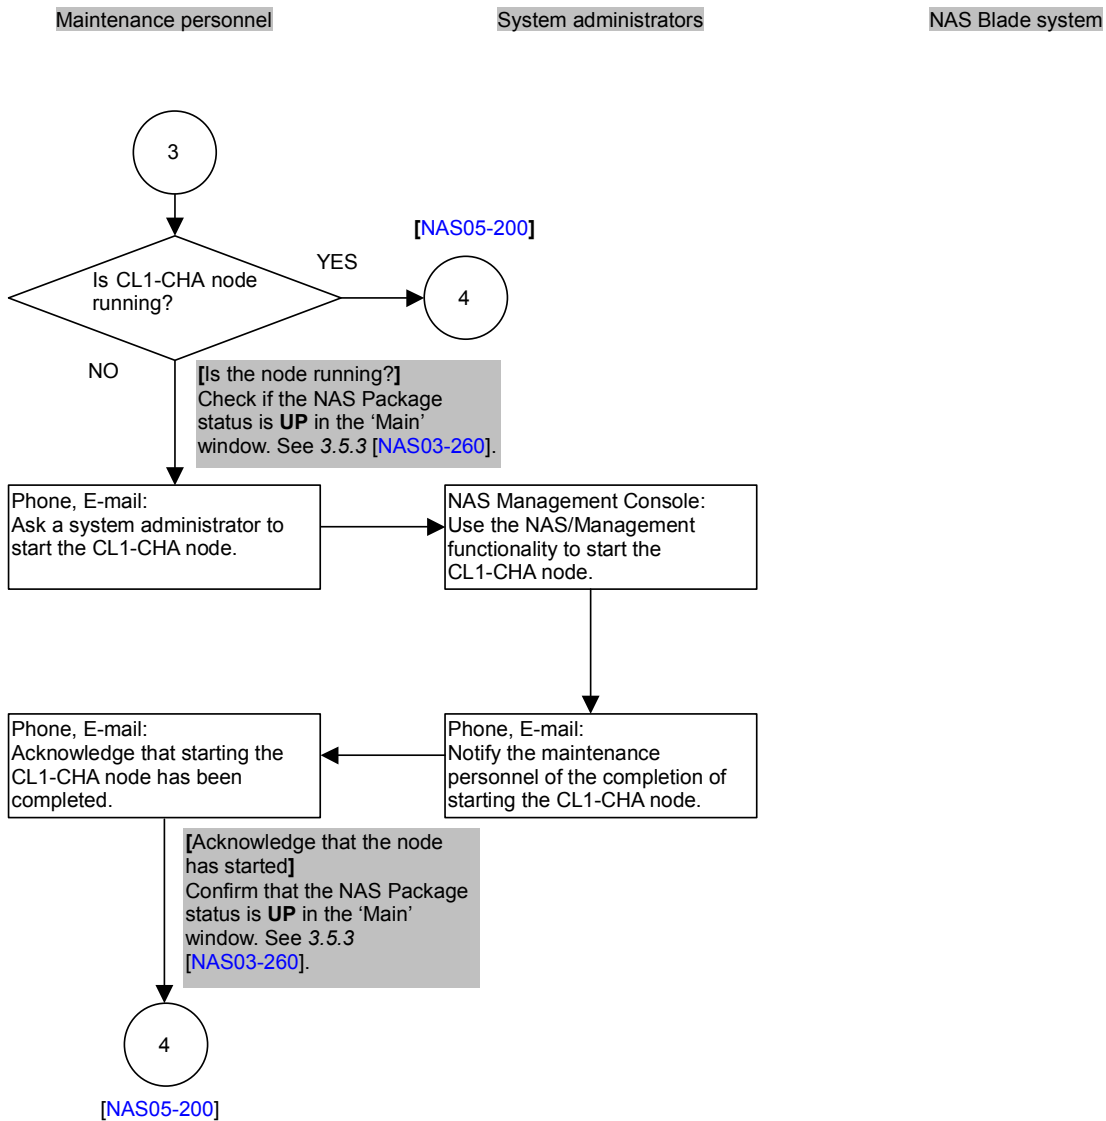 Maintenance personnel
System administrators
NAS Blade system
3
[NAS05-200]
Is CL1-CHA node
running?
YES
4
NO
[Is the node running?]
Check if the NAS Package
status is UP in the ‘Main’
window. See 3.5.3 [NAS03-260].
Phone, E-mail:
Ask a system administrator to
start the CL1-CHA node.
NAS Management Console:
Use the NAS/Management
functionality to start the
CL1-CHA node.
Phone, E-mail:
Acknowledge that starting the
CL1-CHA node has been
completed.
Phone, E-mail:
Notify the maintenance
personnel of the completion of
starting the CL1-CHA node.
[Acknowledge that the node
has started]
Confirm that the NAS Package
status is UP in the ‘Main’
window. See 3.5.3
[NAS03-260].
4
[NAS05-200]